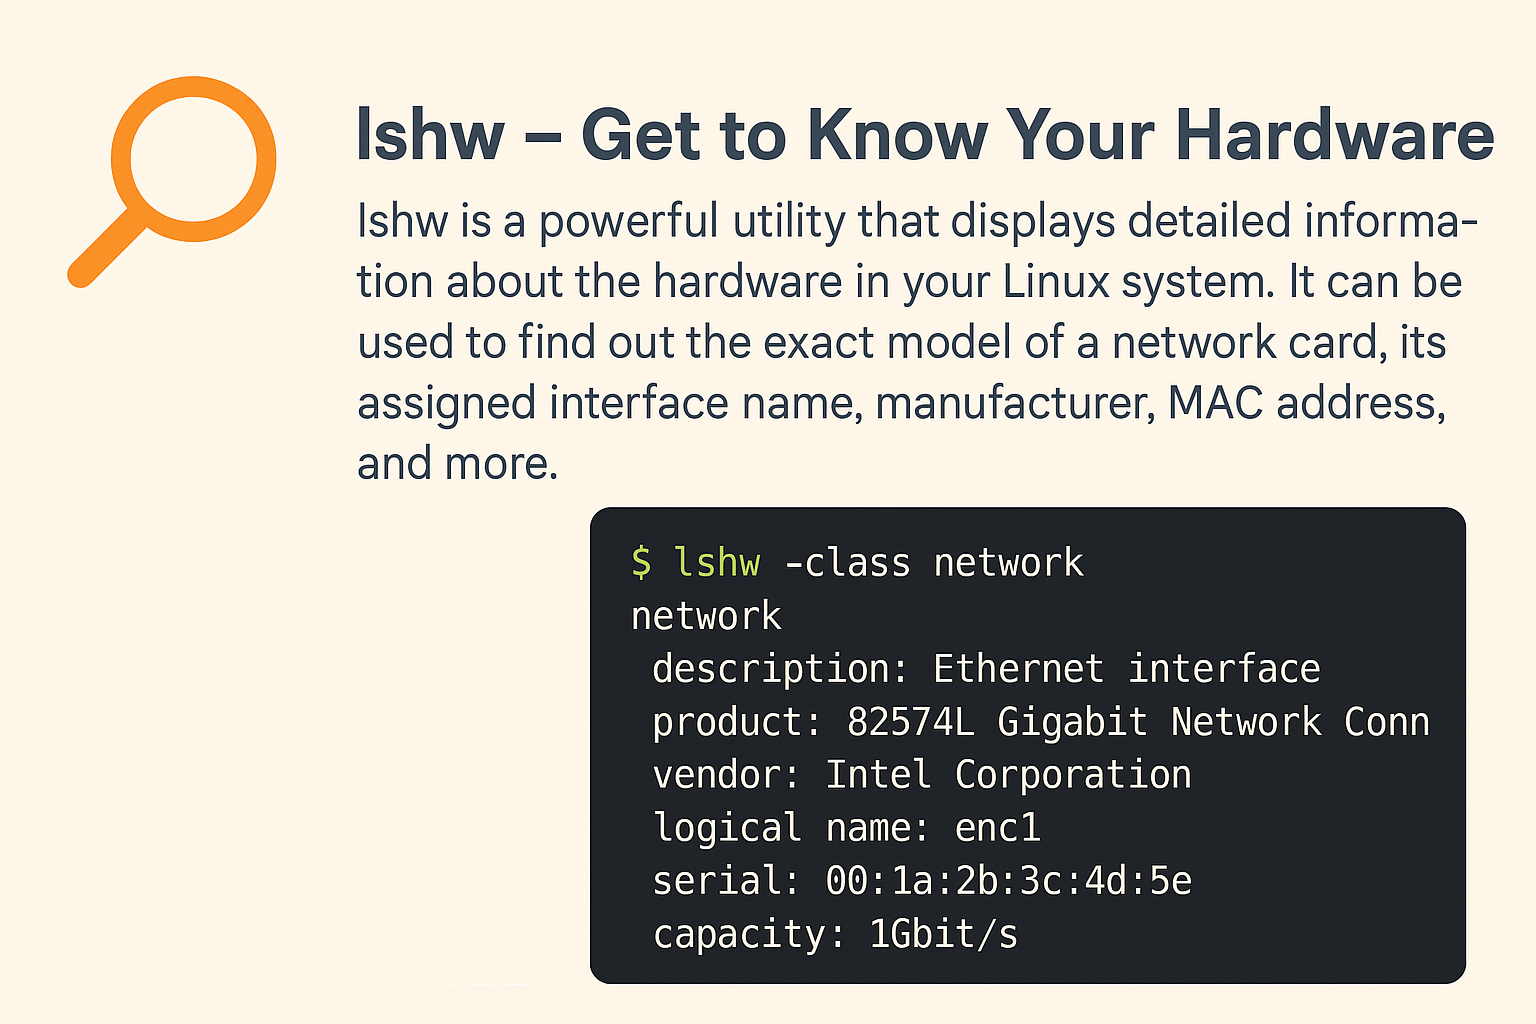 lshw – Get to Know Your Hardware
lshw is a powerful utility that displays detailed informa-
tion about the hardware in your Linux system. It can be
used to find out the exact model of a network card, its
assigned interface name, manufacturer, MAC address,
and more.
$ lshw -class network
network
 description: Ethernet interface
 product: 82574L Gigabit Network Conn
 vendor: Intel Corporation
 logical name: enc1
 serial: 00:1a:2b:3c:4d:5e
 capacity: 1Gbit/s